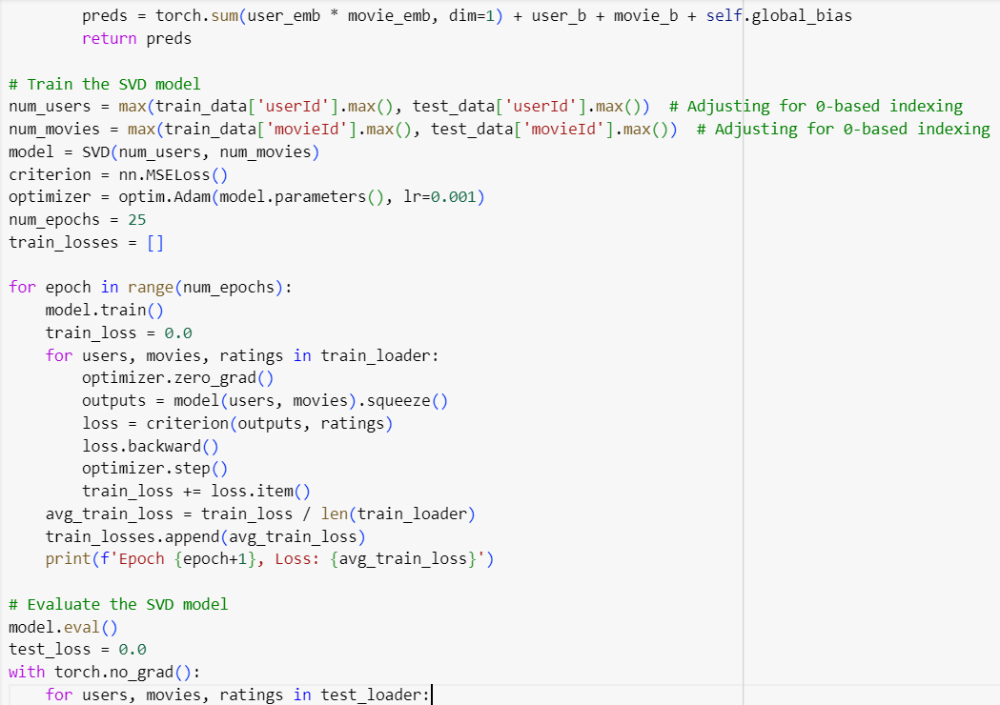 preds = torch.sum(user_emb * movie_emb, dim=1) + user_b + movie_b + self.global_bias
        return preds

# Train the SVD model
num_users = max(train_data['userId'].max(), test_data['userId'].max())  # Adjusting for 0-based indexing
num_movies = max(train_data['movieId'].max(), test_data['movieId'].max())  # Adjusting for 0-based indexing
model = SVD(num_users, num_movies)
criterion = nn.MSELoss()
optimizer = optim.Adam(model.parameters(), lr=0.001)
num_epochs = 25
train_losses = []

for epoch in range(num_epochs):
    model.train()
    train_loss = 0.0
    for users, movies, ratings in train_loader:
        optimizer.zero_grad()
        outputs = model(users, movies).squeeze()
        loss = criterion(outputs, ratings)
        loss.backward()
        optimizer.step()
        train_loss += loss.item()
    avg_train_loss = train_loss / len(train_loader)
    train_losses.append(avg_train_loss)
    print(f'Epoch {epoch+1}, Loss: {avg_train_loss}')

# Evaluate the SVD model
model.eval()
test_loss = 0.0
with torch.no_grad():
    for users, movies, ratings in test_loader: